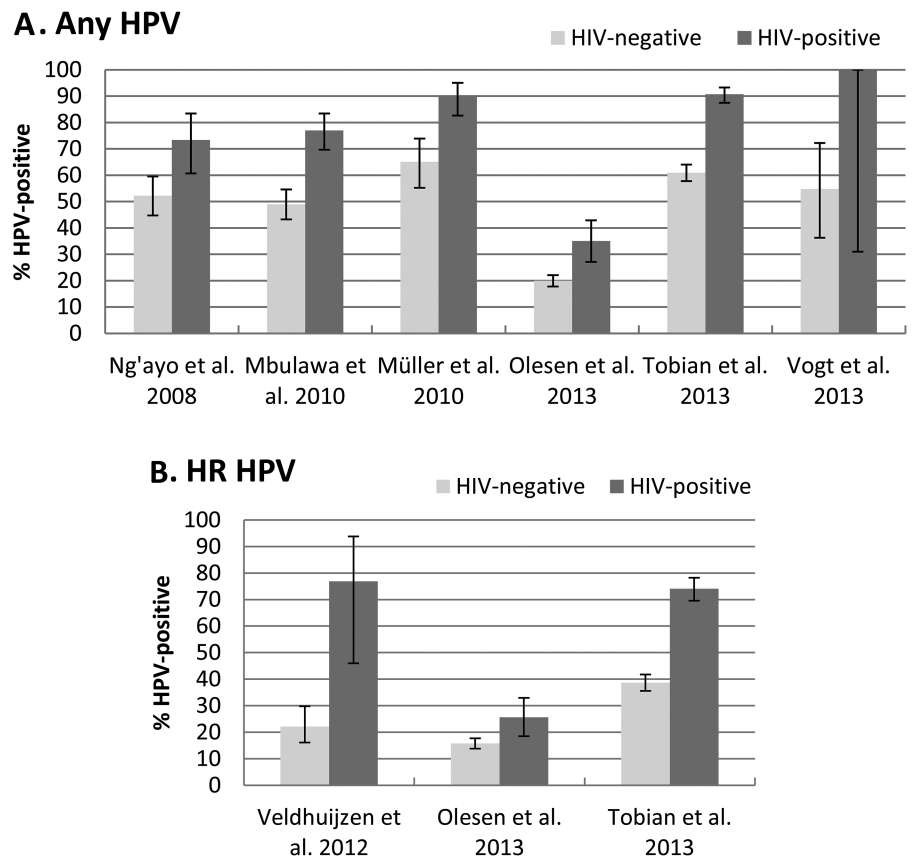 A. Any HPV
HIV-negative HIV-positive
% HPV-positive
100
90
80
70
60
50
40
30
20
10
0
Ng'ayo et al. 2008
Mbulawa et al. 2010
Müller et al. 2010
Olesen et al. 2013
Tobian et al. 2013
Vogt et al. 2013
B. HR HPV
HIV-negative HIV-positive
% HPV-positive
100
90
80
70
60
50
40
30
20
10
0
Veldhuijzen et al. 2012
Olesen et al. 2013
Tobian et al. 2013